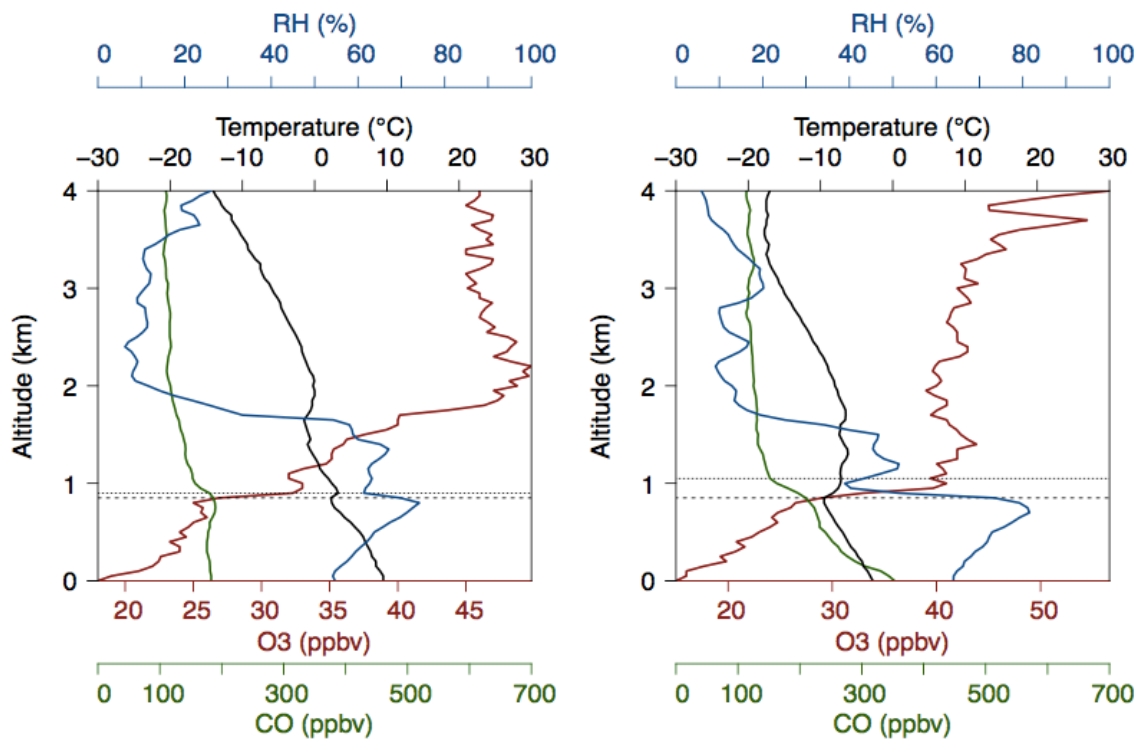 RH (%)
0 20 40 60 80 100
Temperature (°C)
−30 −20 −10 0 10 20 30
4
3
2
1
0
Altitude (km)
20 25 30 35 40 45
O3 (ppbv)
0 100 300 500 700
CO (ppbv)
RH (%)
0 20 40 60 80 100
Temperature (°C)
−30 −20 −10 0 10 30
4
3
2
1
0
Altitude (km)
20 30 40 50
O3 (ppbv)
0 100 300 500 700
CO (ppbv)